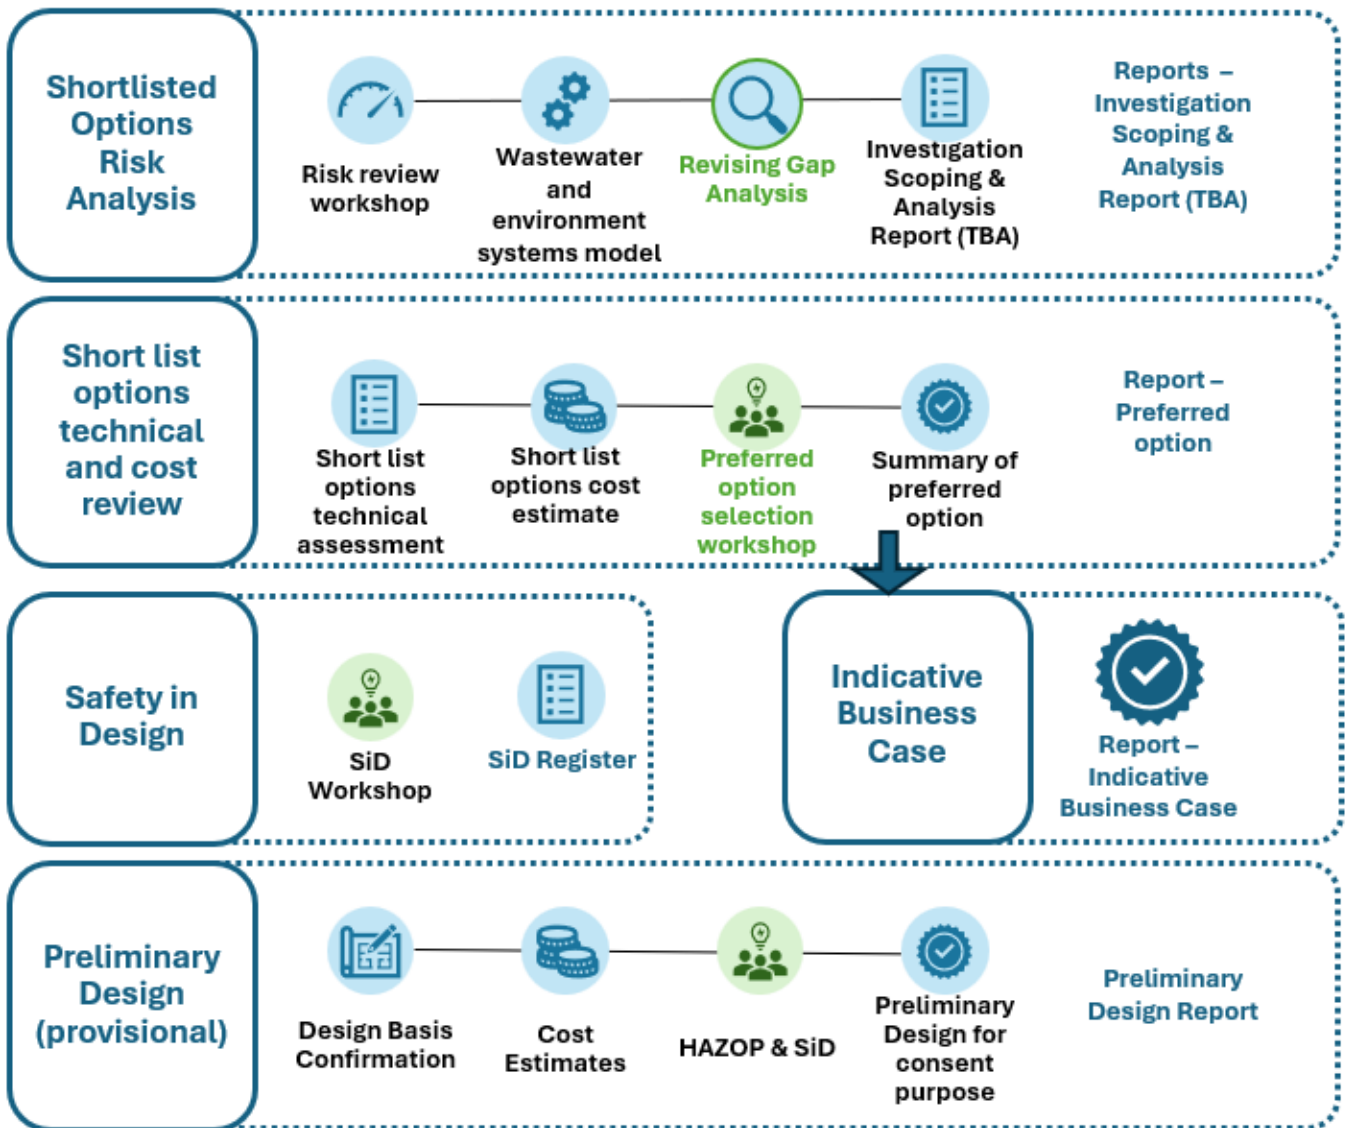 Shortlisted
Options
Risk
Analysis
Risk review
workshop
Wastewater
and
environment
systems model
Revising Gap
Analysis
Investigation
Scoping &
Analysis
Report (TBA)
Reports –
Investigation
Scoping &
Analysis
Report (TBA)
Short list
options
technical
and cost
review
Short list
options
technical
assessment
Short list
options cost
estimate
Preferred
option
selection
workshop
Summary of
preferred
option
Report –
Preferred
option
Safety in
Design
SiD
Workshop
SiD Register
Indicative
Business
Case
Report –
Indicative
Business Case
Preliminary
Design
(provisional)
Design Basis
Confirmation
Cost
Estimates
HAZOP & SiD
Preliminary
Design for
consent
purpose
Preliminary
Design Report